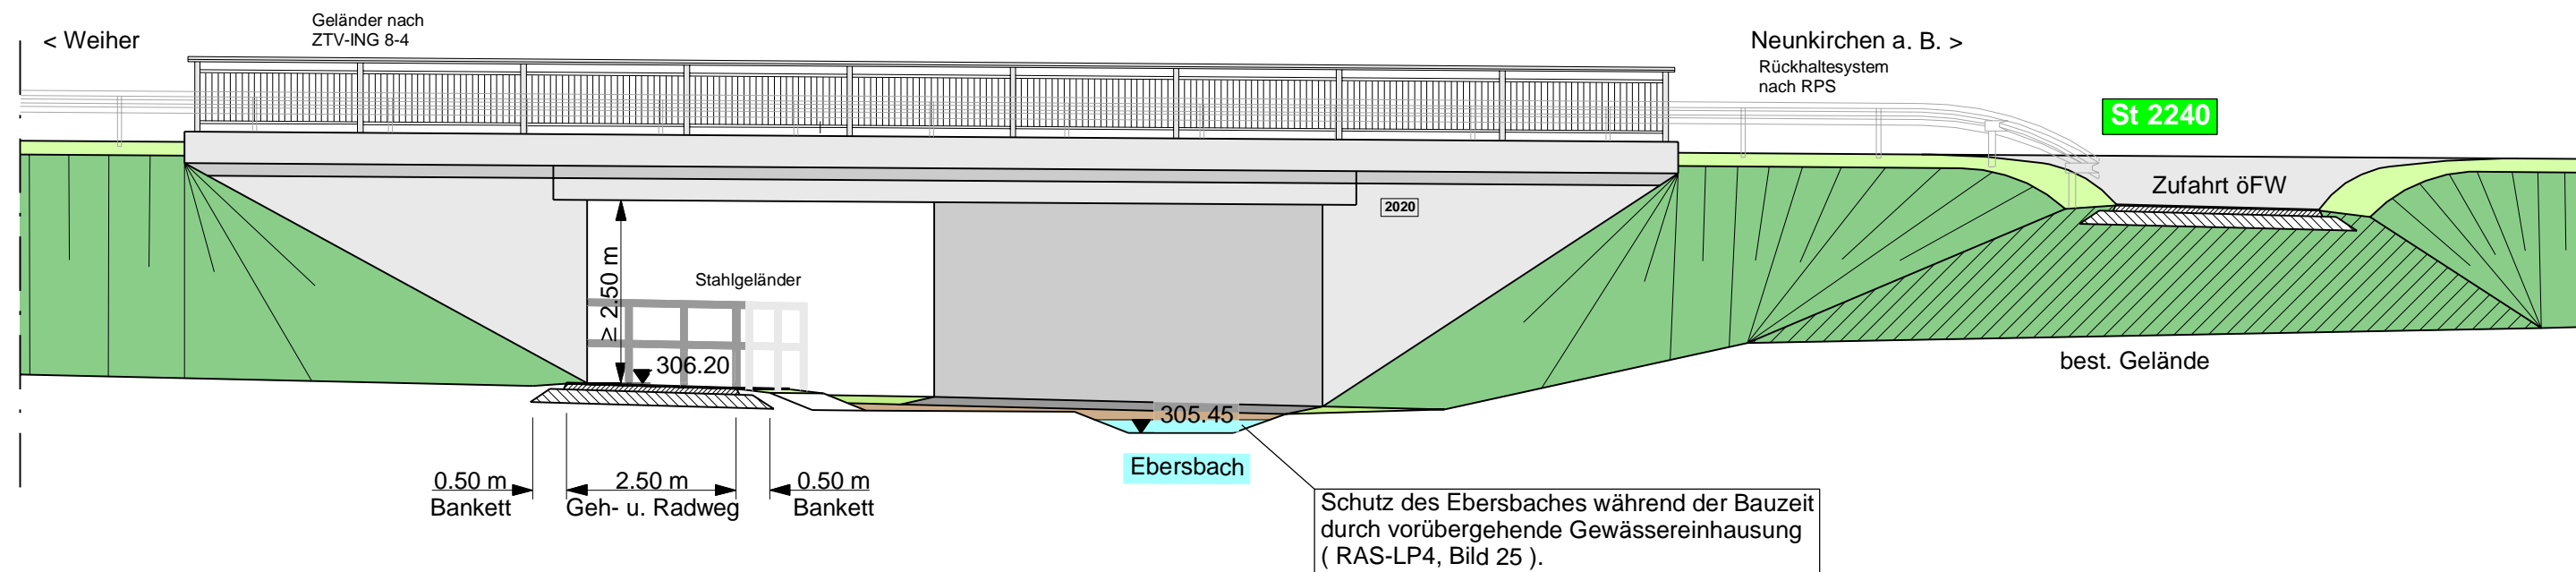 < Weiher
Geländer nach
ZTV-ING 8-4
Neunkirchen a. B. >
Rückhaltesystem
nach RPS
St 2240
Zufahrt öFW
2020
≥ 2.50 m
Stahlgeländer
306.20
best. Gelände
305.45
Ebersbach
0.50 m
Bankett
2.50 m
Geh- u. Radweg
0.50 m
Bankett
Schutz des Ebersbaches während der Bauzeit
durch vorübergehende Gewässereinhausung
( RAS-LP4, Bild 25 ).